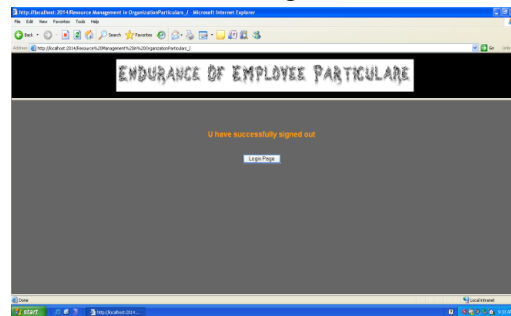 http://localhost:2014/Resource Management in OrganizationParticulars_/ - Microsoft Internet Explorer
File Edit View Favorites Tools Help
Back Search Favorites
Address http://localhost:2014/Resource%20Management%20in%20OrganizationParticulars_/ Go
ENDURANCE OF EMPLOYEE PARTICULARE
U have successfully signed out
Login Page
Done Local intranet
start http://localhost:2014...